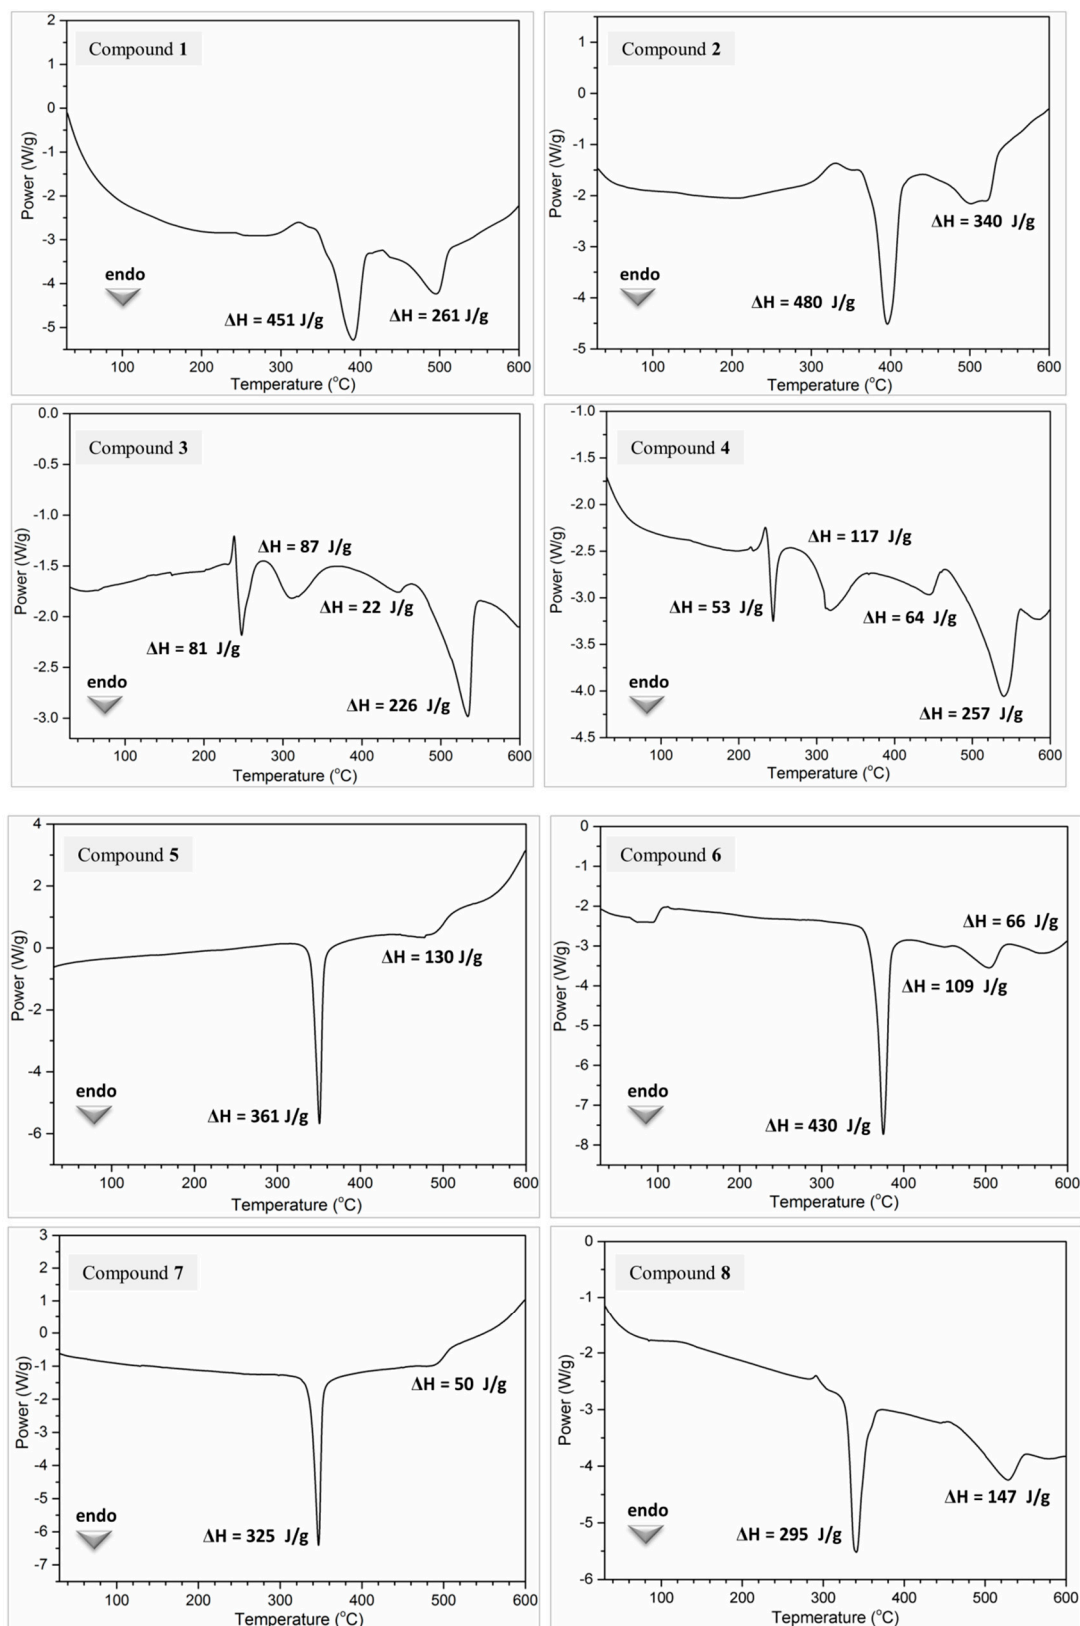 Compound 1
2
1
0
-1
-2
-3
-4
-5
Power (W/g)
endo
ΔH = 451 J/g
ΔH = 261 J/g
100 200 300 400 500 600
Temperature (°C)
Compound 2
1
0
-1
-2
-3
-4
-5
Power (W/g)
endo
ΔH = 480 J/g
ΔH = 340 J/g
100 200 300 400 500 600
Temperature (°C)
Compound 3
0.0
-0.5
-1.0
-1.5
-2.0
-2.5
-3.0
Power (W/g)
ΔH = 87 J/g
ΔH = 22 J/g
ΔH = 81 J/g
endo
ΔH = 226 J/g
100 200 300 400 500 600
Temperature (°C)
Compound 4
-1.0
-1.5
-2.0
-2.5
-3.0
-3.5
-4.0
-4.5
Power (W/g)
ΔH = 117 J/g
ΔH = 53 J/g
ΔH = 64 J/g
endo
ΔH = 257 J/g
100 200 300 400 500 600
Temperature (°C)
Compound 5
4
2
0
-2
-4
-6
Power (W/g)
ΔH = 130 J/g
endo
ΔH = 361 J/g
100 200 300 400 500 600
Temperature (°C)
Compound 6
0
-1
-2
-3
-4
-5
-6
-7
-8
Power (W/g)
ΔH = 66 J/g
ΔH = 109 J/g
endo
ΔH = 430 J/g
100 200 300 400 500 600
Temperature (°C)
Compound 7
3
2
1
0
-1
-2
-3
-4
-5
-6
-7
Power (W/g)
ΔH = 50 J/g
endo
ΔH = 325 J/g
100 200 300 400 500 600
Temperature (°C)
Compound 8
0
-1
-2
-3
-4
-5
-6
Power (W/g)
ΔH = 147 J/g
endo
ΔH = 295 J/g
100 200 300 400 500 600
Tepmerature (°C)